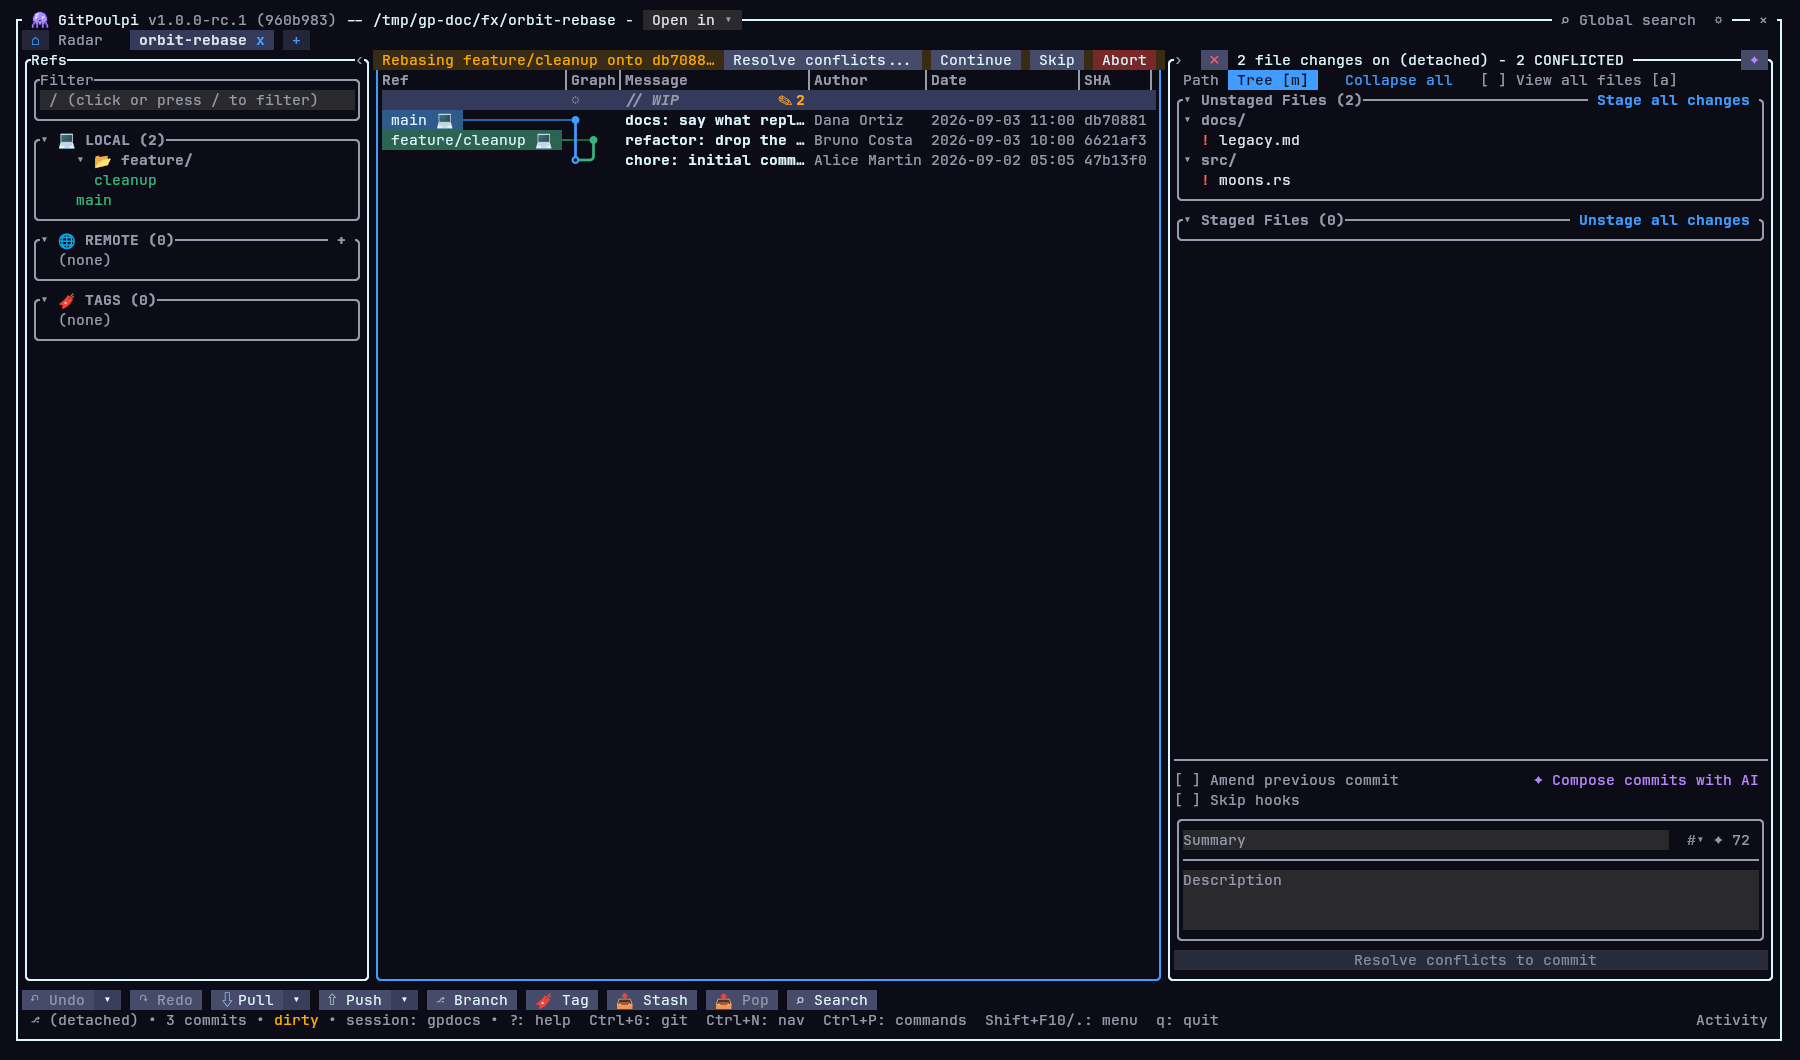 GitPoulpi v1.0.0-rc.1 (960b983) -- /tmp/gp-doc/fx/orbit-rebase - Open in ▾ ⌕ Global search ⚙ ×
⌂ Radar orbit-rebase x +
Refs ‹ Rebasing feature/cleanup onto db7088… Resolve conflicts... Continue Skip Abort › ✕ 2 file changes on (detached) - 2 CONFLICTED ✦
Filter Ref Graph Message Author Date SHA Path Tree [m] Collapse all [ ] View all files [a]
/ (click or press / to filter) // WIP ✎ 2 ▾ Unstaged Files (2) Stage all changes
main docs: say what repl… Dana Ortiz 2026-09-03 11:00 db70881 ▾ docs/
▾ LOCAL (2) feature/cleanup refactor: drop the … Bruno Costa 2026-09-03 10:00 6621af3 ! legacy.md
▾ feature/ chore: initial comm… Alice Martin 2026-09-02 05:05 47b13f0 ▾ src/
cleanup ! moons.rs
main
▾ Staged Files (0) Unstage all changes
▾ REMOTE (0) +
(none)
▾ TAGS (0)
(none)
[ ] Amend previous commit ✦ Compose commits with AI
[ ] Skip hooks
Summary #▾ ✦ 72
Description
Resolve conflicts to commit
↶ Undo ▾ ↷ Redo ⇩ Pull ▾ ⇧ Push ▾ ⎇ Branch Tag Stash Pop ⌕ Search
⎇ (detached) • 3 commits • dirty • session: gpdocs • ?: help Ctrl+G: git Ctrl+N: nav Ctrl+P: commands Shift+F10/.: menu q: quit Activity